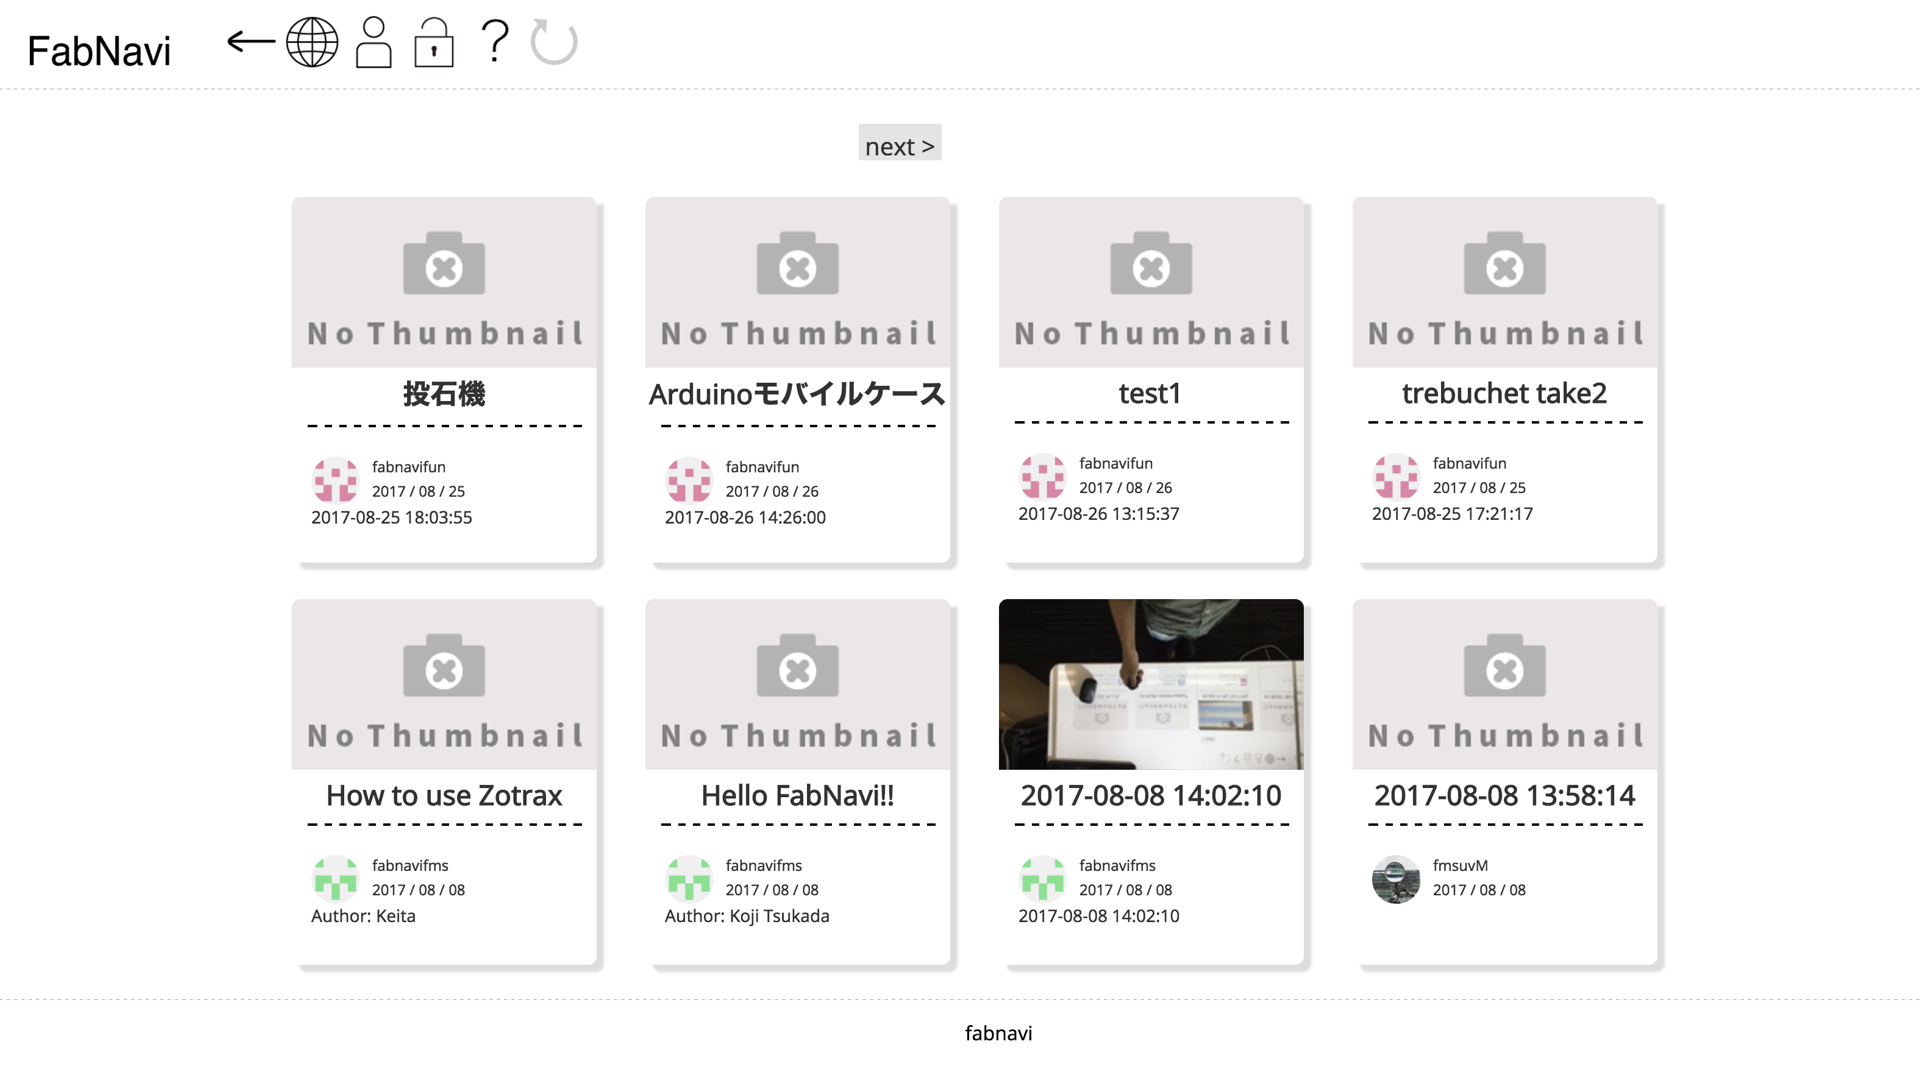 FabNavi
?
next >
No Thumbnail
投石機
fabnavifun
2017 / 08 / 25
2017-08-25 18:03:55
No Thumbnail
Arduinoモバイルケース
fabnavifun
2017 / 08 / 26
2017-08-26 14:26:00
No Thumbnail
test1
fabnavifun
2017 / 08 / 26
2017-08-26 13:15:37
No Thumbnail
trebuchet take2
fabnavifun
2017 / 08 / 25
2017-08-25 17:21:17
No Thumbnail
How to use Zotrax
fabnavifms
2017 / 08 / 08
Author: Keita
No Thumbnail
Hello FabNavi!!
fabnavifms
2017 / 08 / 08
Author: Koji Tsukada
2017-08-08 14:02:10
fabnavifms
2017 / 08 / 08
2017-08-08 14:02:10
No Thumbnail
2017-08-08 13:58:14
fmsuvM
2017 / 08 / 08
fabnavi